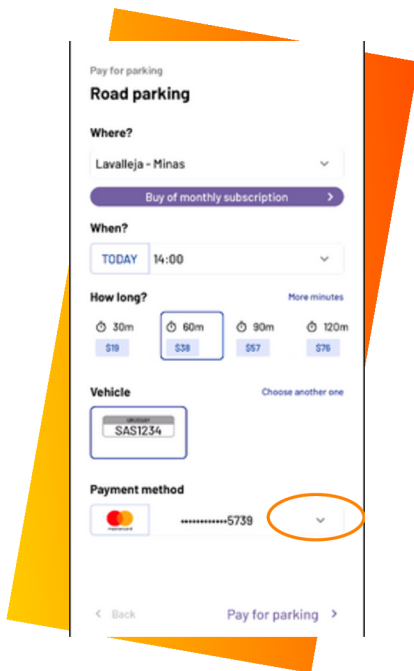 Pay for parking
Road parking
Where?
Lavalleja - Minas
Buy of monthly subscription
When?
TODAY 14:00
How long? More minutes
30m 60m 90m 120m
$19 $38 $57 $76
Vehicle Choose another one
URUGUAY
SAS1234
Payment method
••••••••••••5739
mastercard
Back Pay for parking